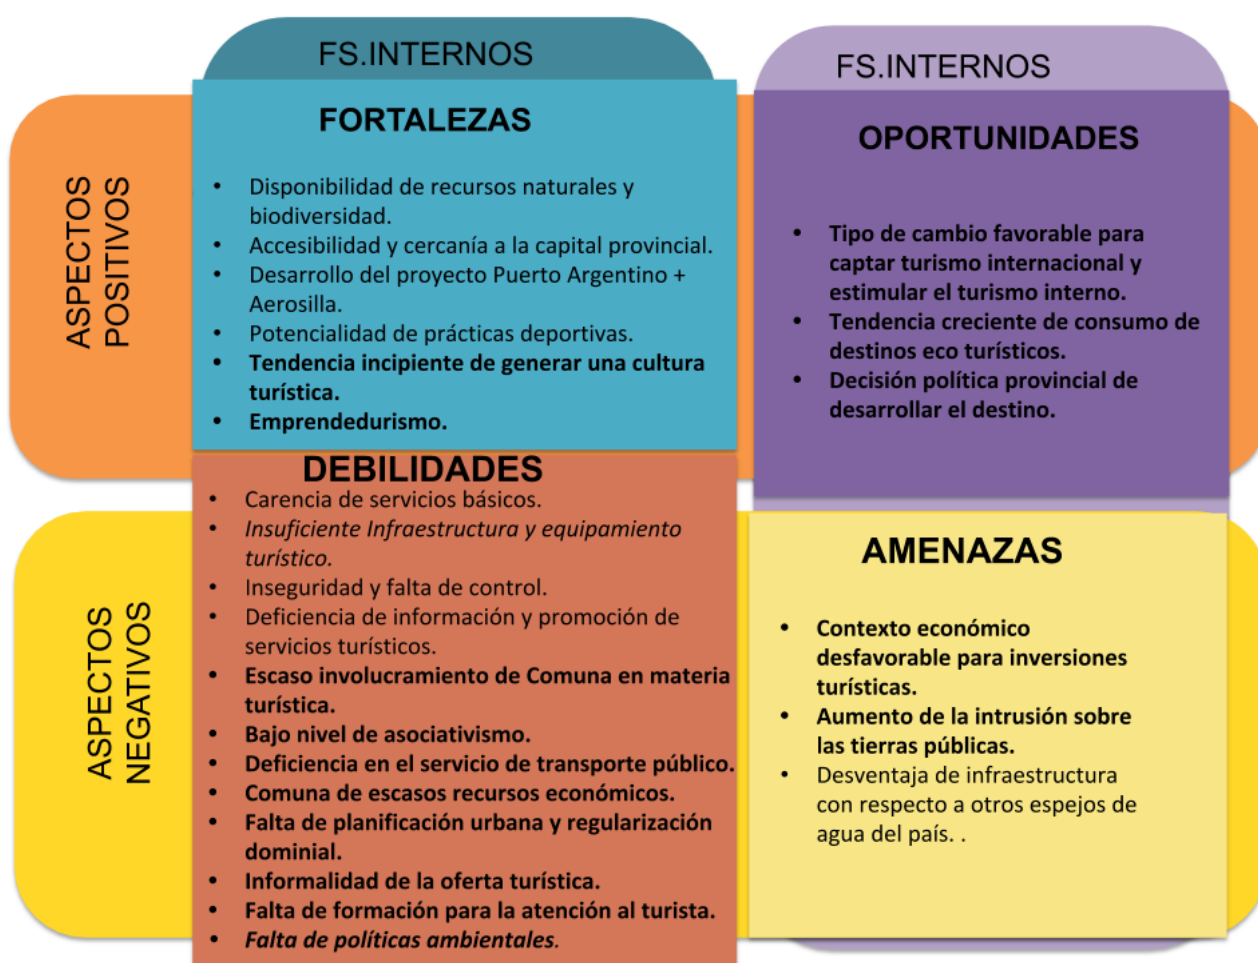 FS.INTERNOS
FORTALEZAS
• Disponibilidad de recursos naturales y
biodiversidad.
• Accesibilidad y cercanía a la capital provincial.
• Desarrollo del proyecto Puerto Argentino +
Aerosilla.
• Potencialidad de prácticas deportivas.
• Tendencia incipiente de generar una cultura
turística.
• Emprendedurismo.
FS.INTERNOS
OPORTUNIDADES
• Tipo de cambio favorable para
captar turismo internacional y
estimular el turismo interno.
• Tendencia creciente de consumo de
destinos eco turísticos.
• Decisión política provincial de
desarrollar el destino.
ASPECTOS
POSITIVOS
DEBILIDADES
• Carencia de servicios básicos.
• Insuficiente Infraestructura y equipamiento
turístico.
• Inseguridad y falta de control.
• Deficiencia de información y promoción de
servicios turísticos.
• Escaso involucramiento de Comuna en materia
turística.
• Bajo nivel de asociativismo.
• Deficiencia en el servicio de transporte público.
• Comuna de escasos recursos económicos.
• Falta de planificación urbana y regularización
dominial.
• Informalidad de la oferta turística.
• Falta de formación para la atención al turista.
• Falta de políticas ambientales.
AMENAZAS
• Contexto económico
desfavorable para inversiones
turísticas.
• Aumento de la intrusión sobre
las tierras públicas.
• Desventaja de infraestructura
con respecto a otros espejos de
agua del país. .
ASPECTOS
NEGATIVOS